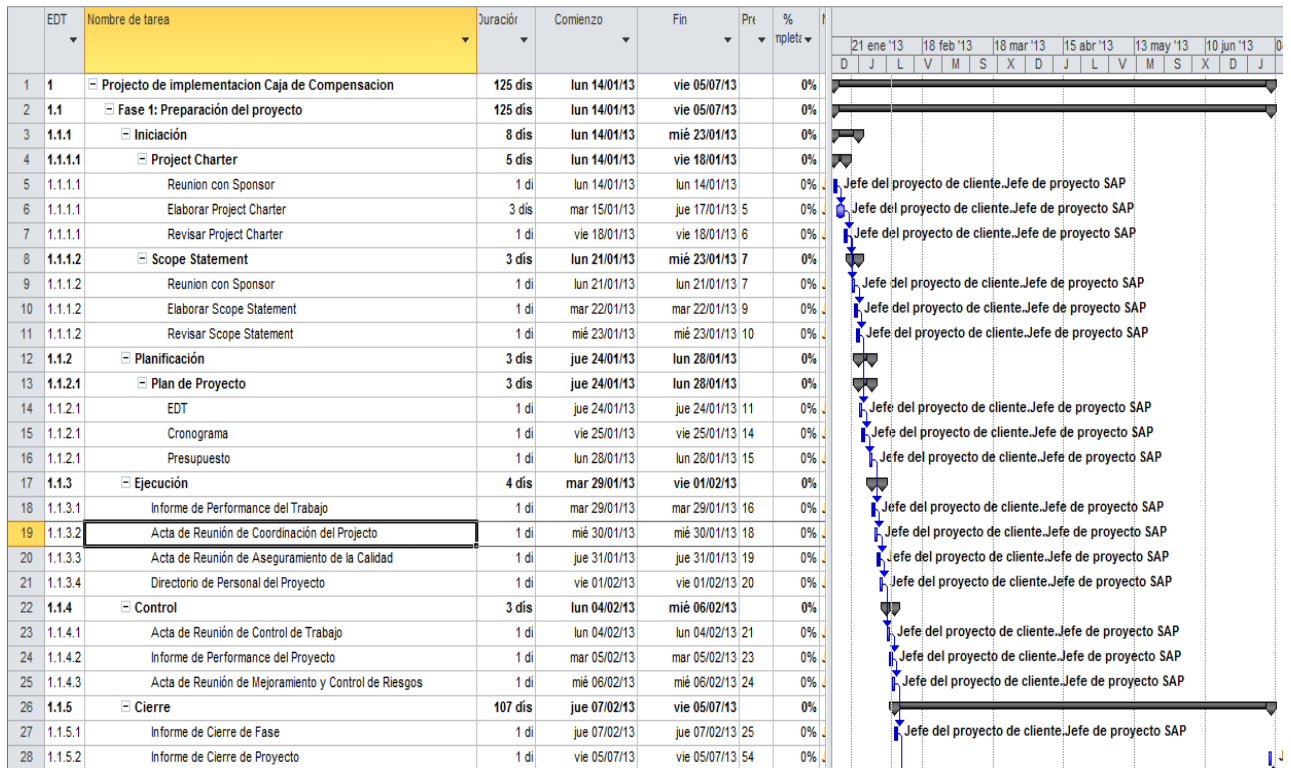 EDT Nombre de tarea Duración Comienzo Fin Pre % N
mpleta
21 ene '13 18 feb '13 18 mar '13 15 abr '13 13 may '13 10 jun '13 0
D J L V M S X D J L V M S X D J
1 1 Projecto de implementacion Caja de Compensacion 125 dís lun 14/01/13 vie 05/07/13 0%
2 1.1 Fase 1: Preparación del proyecto 125 dís lun 14/01/13 vie 05/07/13 0%
3 1.1.1 Iniciación 8 dís lun 14/01/13 mié 23/01/13 0%
4 1.1.1.1 Project Charter 5 dís lun 14/01/13 vie 18/01/13 0%
5 1.1.1.1 Reunion con Sponsor 1 dí lun 14/01/13 lun 14/01/13 0% J Jefe del proyecto de cliente.Jefe de proyecto SAP
6 1.1.1.1 Elaborar Project Charter 3 dís mar 15/01/13 jue 17/01/13 5 0% J Jefe del proyecto de cliente.Jefe de proyecto SAP
7 1.1.1.1 Revisar Project Charter 1 dí vie 18/01/13 vie 18/01/13 6 0% J Jefe del proyecto de cliente.Jefe de proyecto SAP
8 1.1.1.2 Scope Statement 3 dís lun 21/01/13 mié 23/01/13 7 0%
9 1.1.1.2 Reunion con Sponsor 1 dí lun 21/01/13 lun 21/01/13 7 0% J Jefe del proyecto de cliente.Jefe de proyecto SAP
10 1.1.1.2 Elaborar Scope Statement 1 dí mar 22/01/13 mar 22/01/13 9 0% J Jefe del proyecto de cliente.Jefe de proyecto SAP
11 1.1.1.2 Revisar Scope Statement 1 dí mié 23/01/13 mié 23/01/13 10 0% J Jefe del proyecto de cliente.Jefe de proyecto SAP
12 1.1.2 Planificación 3 dís jue 24/01/13 lun 28/01/13 0%
13 1.1.2.1 Plan de Proyecto 3 dís jue 24/01/13 lun 28/01/13 0%
14 1.1.2.1 EDT 1 dí jue 24/01/13 jue 24/01/13 11 0% J Jefe del proyecto de cliente.Jefe de proyecto SAP
15 1.1.2.1 Cronograma 1 dí vie 25/01/13 vie 25/01/13 14 0% J Jefe del proyecto de cliente.Jefe de proyecto SAP
16 1.1.2.1 Presupuesto 1 dí lun 28/01/13 lun 28/01/13 15 0% J Jefe del proyecto de cliente.Jefe de proyecto SAP
17 1.1.3 Ejecución 4 dís mar 29/01/13 vie 01/02/13 0%
18 1.1.3.1 Informe de Performance del Trabajo 1 dí mar 29/01/13 mar 29/01/13 16 0% J Jefe del proyecto de cliente.Jefe de proyecto SAP
19 1.1.3.2 Acta de Reunión de Coordinación del Projecto 1 dí mié 30/01/13 mié 30/01/13 18 0% J Jefe del proyecto de cliente.Jefe de proyecto SAP
20 1.1.3.3 Acta de Reunión de Aseguramiento de la Calidad 1 dí jue 31/01/13 jue 31/01/13 19 0% J Jefe del proyecto de cliente.Jefe de proyecto SAP
21 1.1.3.4 Directorio de Personal del Proyecto 1 dí vie 01/02/13 vie 01/02/13 20 0% J Jefe del proyecto de cliente.Jefe de proyecto SAP
22 1.1.4 Control 3 dís lun 04/02/13 mié 06/02/13 0%
23 1.1.4.1 Acta de Reunión de Control de Trabajo 1 dí lun 04/02/13 lun 04/02/13 21 0% J Jefe del proyecto de cliente.Jefe de proyecto SAP
24 1.1.4.2 Informe de Performance del Proyecto 1 dí mar 05/02/13 mar 05/02/13 23 0% J Jefe del proyecto de cliente.Jefe de proyecto SAP
25 1.1.4.3 Acta de Reunión de Mejoramiento y Control de Riesgos 1 dí mié 06/02/13 mié 06/02/13 24 0% J Jefe del proyecto de cliente.Jefe de proyecto SAP
26 1.1.5 Cierre 107 dís jue 07/02/13 vie 05/07/13 0%
27 1.1.5.1 Informe de Cierre de Fase 1 dí jue 07/02/13 jue 07/02/13 25 0% J Jefe del proyecto de cliente.Jefe de proyecto SAP
28 1.1.5.2 Informe de Cierre de Proyecto 1 dí vie 05/07/13 vie 05/07/13 54 0% J J